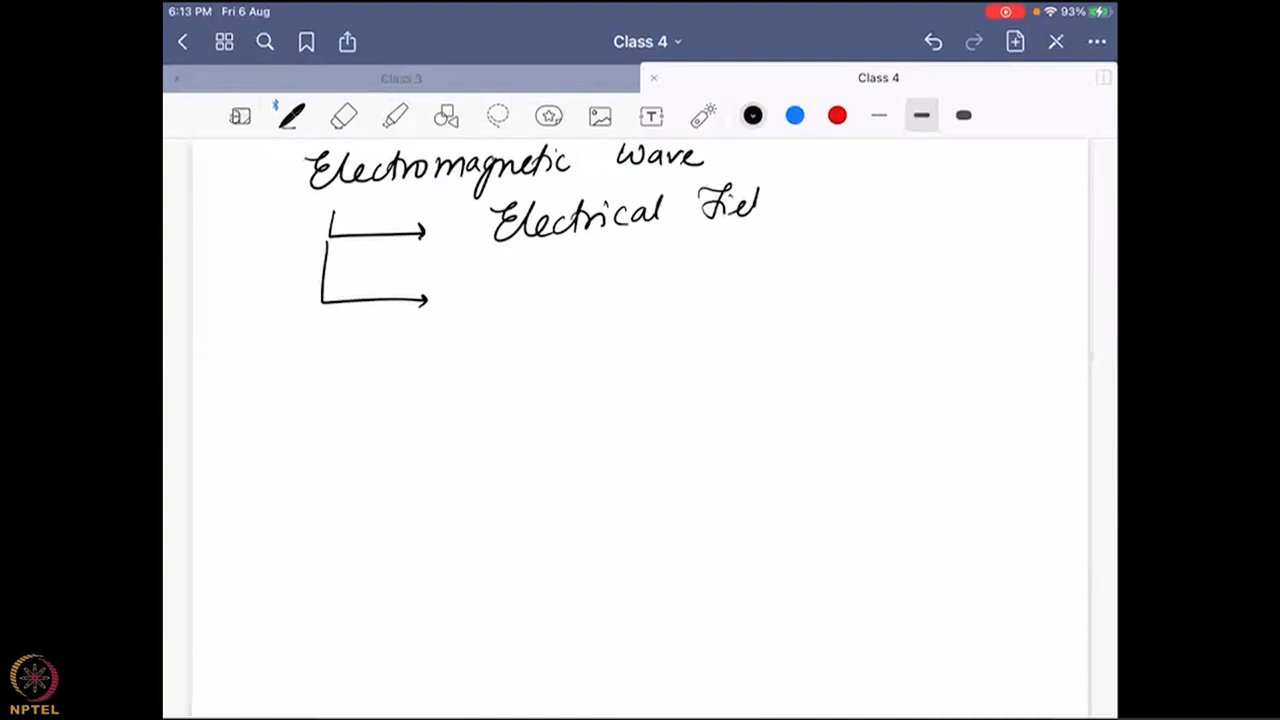 6:13 PM Fri 6 Aug
93%
Class 4
Class 3
Class 4
T
Electromagnetic Wave
Electrical Fiel
NPTEL